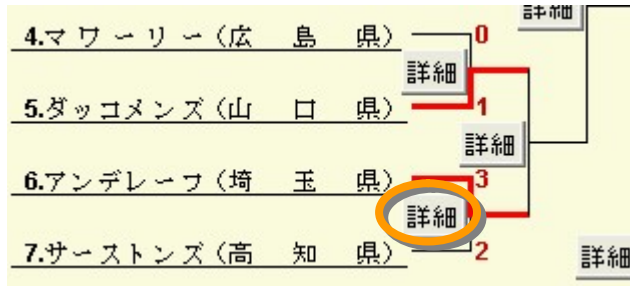 詳細
4.マワーリー(広 島 県) 0
詳細
5.ダッコメンズ(山 口 県) 1
詳細
6.アンデレーワ(埼 玉 県) 3
詳細
7.サーストンズ(高 知 県) 2
詳細